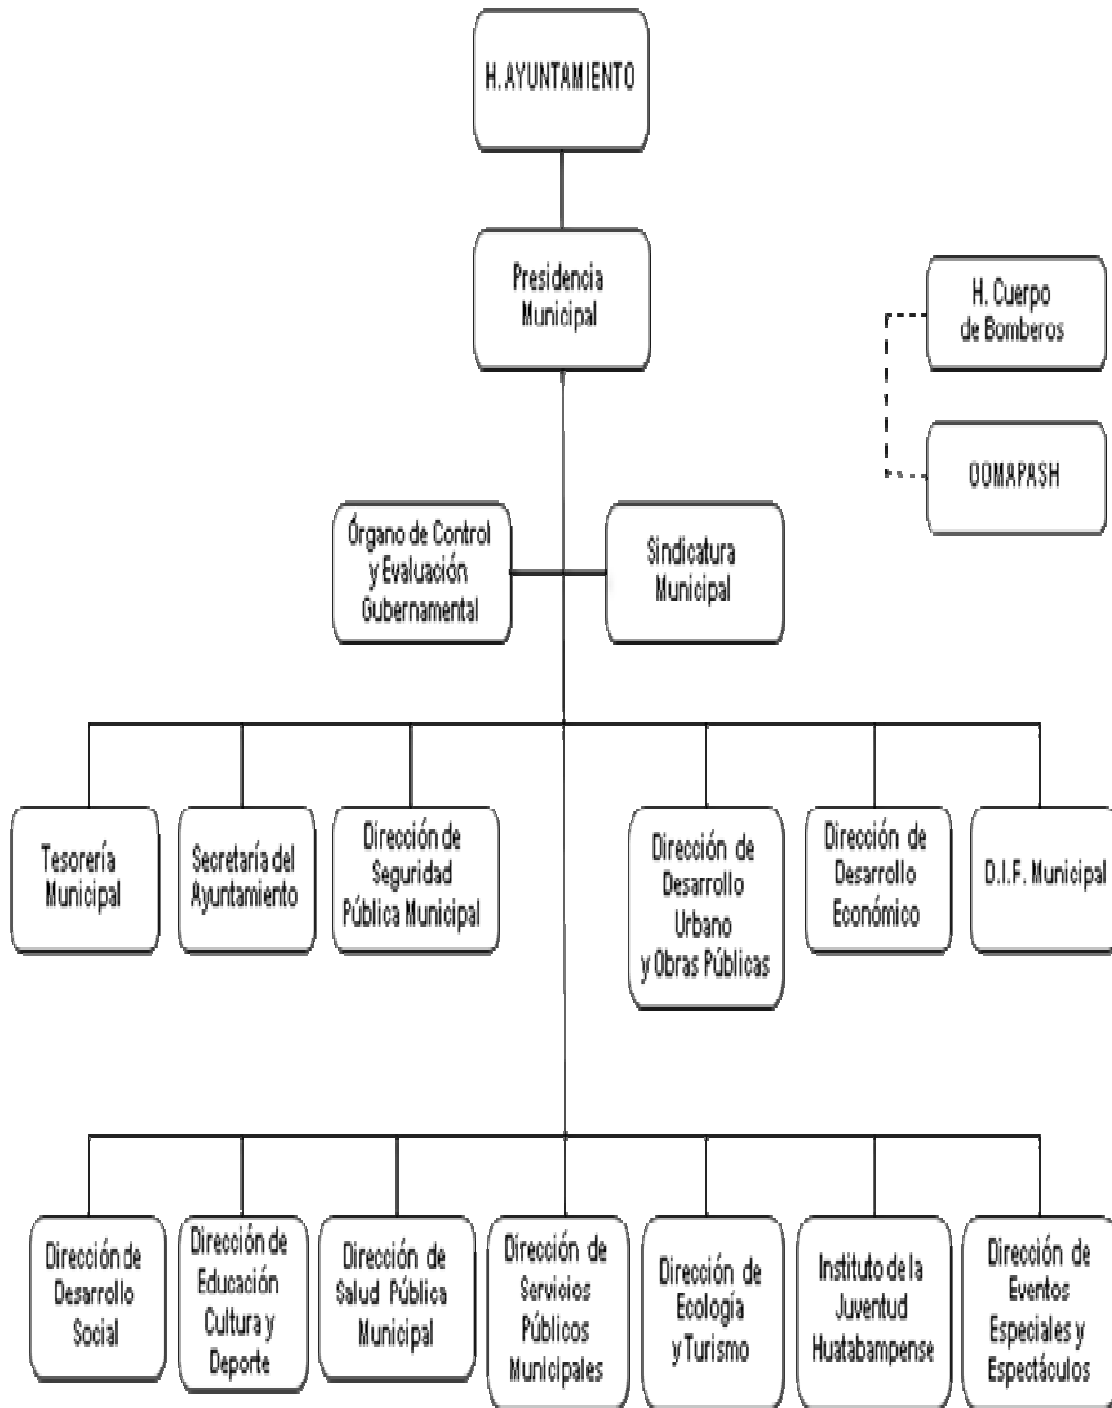 H. AYUNTAMIENTO
Presidencia
Municipal
H. Cuerpo
de Bomberos
OOMAPASH
Órgano de Control
y Evaluación
Gubernamental
Sindicatura
Municipal
Tesorería
Municipal
Secretaría del
Ayuntamiento
Dirección de
Seguridad
Pública Municipal
Dirección de
Desarrollo
Urbano
y Obras Públicas
Dirección de
Desarrollo
Económico
D.I.F. Municipal
Dirección de
Desarrollo
Social
Dirección de
Educación
Cultura y
Deporte
Dirección de
Salud Pública
Municipal
Dirección de
Servicios
Públicos
Municipales
Dirección de
Ecología
y Turismo
Instituto de la
Juventud
Huatabampense
Dirección de
Eventos
Especiales y
Espectáculos